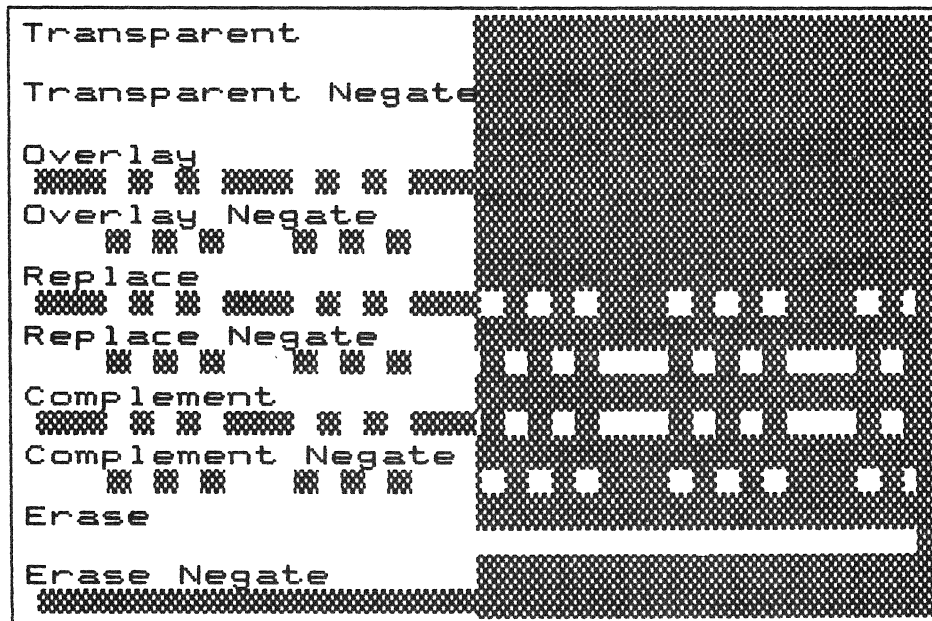 Transparent
Transparent Negate
Overlay
Overlay Negate
Replace
Replace Negate
Complement
Complement Negate
Erase
Erase Negate